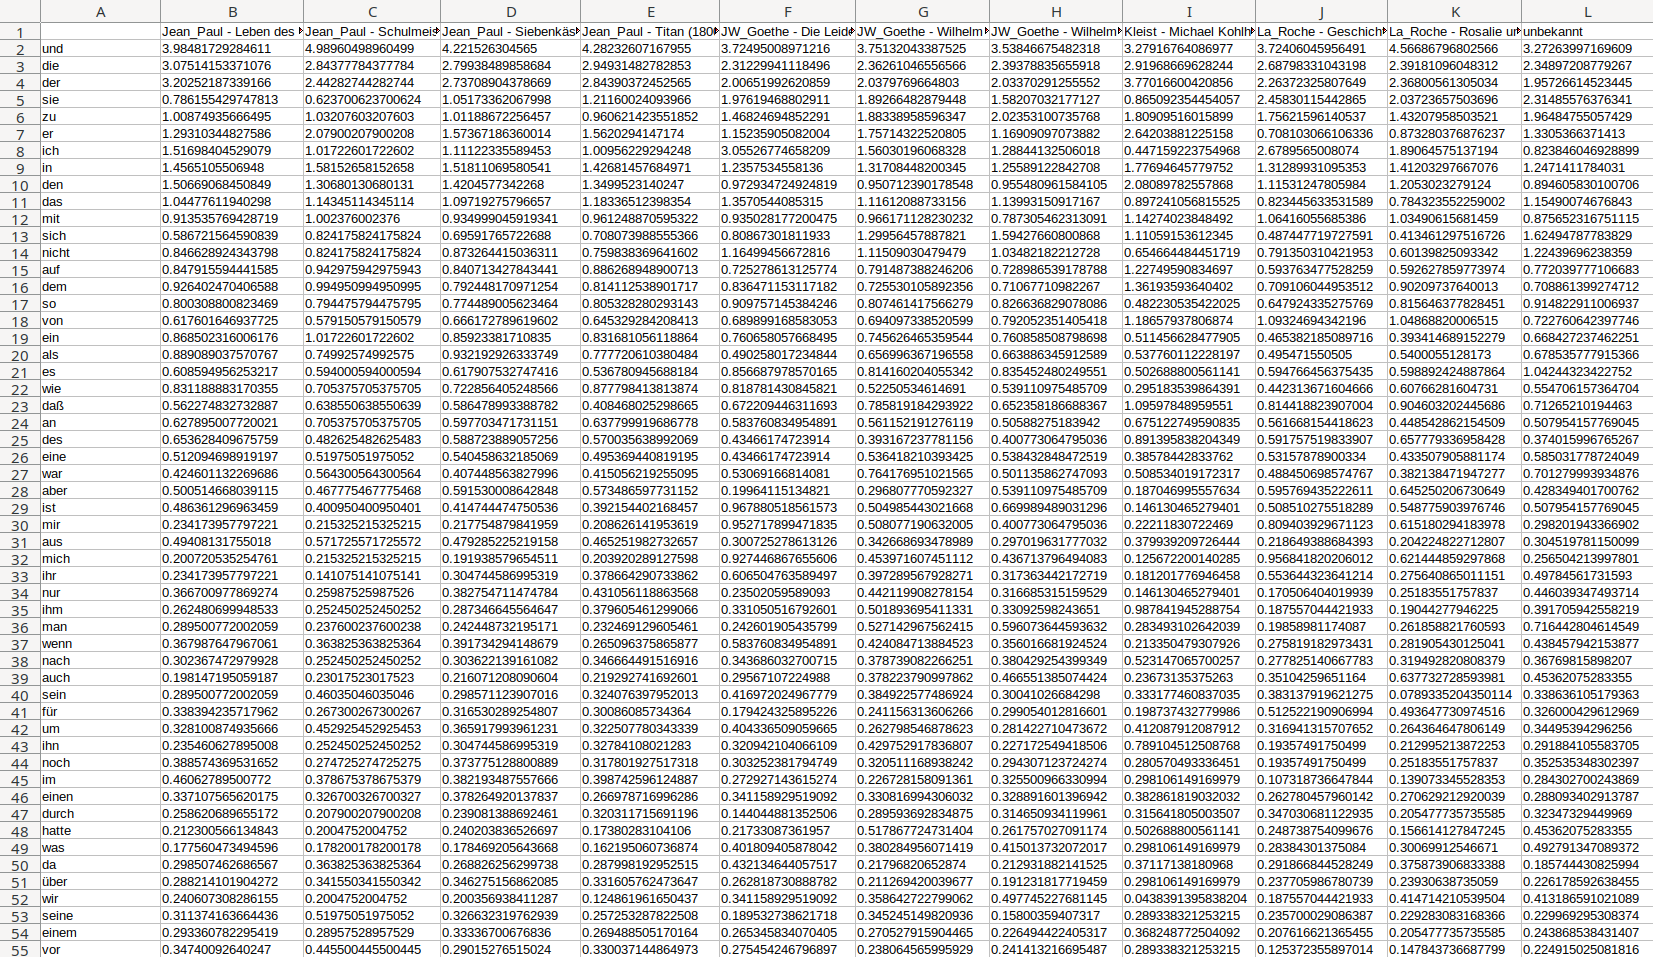 A B C D E F G H I J K L
1 Jean_Paul - Leben des Jean_Paul - Schulmeis Jean_Paul - Siebenkäs Jean_Paul - Titan (180 JW_Goethe - Die Leide JW_Goethe - Wilhelm JW_Goethe - Wilhelm Kleist - Michael Kohlh La_Roche - Geschicht La_Roche - Rosalie un unbekannt
2 und 3.98481729284611 4.98960498960499 4.221526304565 4.28232607167955 3.72495008971216 3.75132043387525 3.53846675482318 3.27916764086977 3.72406045956491 4.56686796802566 3.27263997169609
3 die 3.07514153371076 2.84377784377784 2.79938489858684 2.94931482782853 2.31229941118496 2.36261046556566 2.39378835655918 2.91968669628244 2.68798331043198 2.39181096048312 2.34897208779267
4 der 3.20252187339166 2.44282744282744 2.73708904378669 2.84390372452565 2.00651992620859 2.0379769664803 2.03370291255552 3.77016600420856 2.26372325807649 2.36800561305034 1.95726614523445
5 sie 0.786155429747813 0.623700623700624 1.05173362067998 1.21160024093966 1.97619468802911 1.89266482879448 1.58207032177127 0.865092354454057 2.45830115442865 2.03723657503696 2.31485576376341
6 zu 1.00874935666495 1.03207603207603 1.01188672256457 0.960621423551852 1.46824694852291 1.88338958596347 2.02353100735768 1.80909516015899 1.75621596140537 1.43207958503521 1.96484755057429
7 er 1.29310344827586 2.07900207900208 1.57367186360014 1.5620294147174 1.15235905082004 1.75714322520805 1.16909097073882 2.64203881225158 0.708103066106336 0.873280376876237 1.3305366371413
8 ich 1.51698404529079 1.01722601722602 1.11122335589453 1.00956229294248 3.05526774658209 1.56030196068328 1.28844132506018 0.447159223754968 2.6789565008074 1.89064575137194 0.823846046928899
9 in 1.4565105506948 1.58152658152658 1.51811069580541 1.42681457684971 1.2357534558136 1.31708448200345 1.25589112842708 1.77694645779752 1.31289931095353 1.41203297667076 1.2471411784031
10 den 1.50669068450849 1.30680130680131 1.4204577342268 1.3499523140247 0.972934724924819 0.950712390178548 0.955480961584105 2.08089782557868 1.11531247805984 1.2053023279124 0.894605830100706
11 das 1.04477611940298 1.14345114345114 1.09719275796657 1.18336512398354 1.3570544085315 1.11612088733156 1.13993150917167 0.897241056815525 0.823445633531589 0.784323552259002 1.15490074676843
12 mit 0.913535769428719 1.002376002376 0.934999045919341 0.961248870595322 0.935028177200475 0.966171128230232 0.787305462313091 1.14274023848492 1.06416055685386 1.03490615681459 0.875652316751115
13 sich 0.586721564590839 0.824175824175824 0.69591765722688 0.708073988555366 0.80867301811933 1.29956457887821 1.59427660800868 1.11059153612345 0.487447719727591 0.413461297516726 1.62494787783829
14 nicht 0.846628924343798 0.824175824175824 0.873264415036311 0.759838369641602 1.16499456672816 1.11509030479479 1.03482182212728 0.654664484451719 0.791350310421953 0.60139825093342 1.22439696238359
15 auf 0.847915594441585 0.942975942975943 0.840713427843441 0.886268948900713 0.725278613125774 0.791487388246206 0.728986539178788 1.22749590834697 0.593763477528259 0.592627859773974 0.772039777106683
16 dem 0.926402470406588 0.994950994950995 0.792448170971254 0.814112538901717 0.836471153117182 0.725530105892356 0.71067710982267 1.36193593640402 0.709106044953512 0.90209737640013 0.708861399274712
17 so 0.800308800823469 0.794475794475795 0.774489005623464 0.805328280293143 0.909757145384246 0.807461417566279 0.826636829078086 0.482230535422025 0.647924335275769 0.815646377828451 0.914822911006937
18 von 0.617601646937725 0.579150579150579 0.666172789619602 0.645329284208413 0.689899168583053 0.694097338520599 0.792052351405418 1.18657937806874 1.09324694342196 1.04868820006515 0.722760642397746
19 ein 0.868502316006176 1.01722601722602 0.85923381710835 0.831681056118864 0.760658057668495 0.745626465359544 0.760858508798698 0.511456628477905 0.465382185089716 0.393414689152279 0.668427237462251
20 als 0.889089037570767 0.74992574992575 0.932192926333749 0.777720610380484 0.490258017234844 0.656996367196558 0.663886345912589 0.537760112228197 0.495471550505 0.5400055128173 0.678535777915366
21 es 0.608594956253217 0.594000594000594 0.617907532747416 0.536780945688184 0.856687978570165 0.814160204055342 0.835452480249551 0.502688800561141 0.594766456375435 0.598892424887864 1.04244323422752
22 wie 0.831188883170355 0.705375705375705 0.722856405248566 0.877798413813874 0.818781430845821 0.52250534614691 0.539110975485709 0.295183539864391 0.442313671604666 0.60766281604731 0.554706157364704
23 daß 0.562274832732887 0.638550638550639 0.586478993388782 0.408468025298665 0.672209446311693 0.785819184293922 0.652358186688367 1.09597848959551 0.814418823907004 0.904603202445686 0.71265210194463
24 an 0.627895007720021 0.705375705375705 0.597703471731151 0.637799919686778 0.583760834954891 0.561152191276119 0.50588275183942 0.675122749590835 0.561668154418623 0.448542862154509 0.507954157769045
25 des 0.653628409675759 0.482625482625483 0.588723889057256 0.570035638992069 0.43466174723914 0.393167237781156 0.400773064795036 0.891395838204349 0.591757519833907 0.657779336958428 0.374015996765267
26 eine 0.512094698919197 0.51975051975052 0.540458632185069 0.495369440819195 0.43466174723914 0.536418210393425 0.538432848472519 0.38578442833762 0.53157878900334 0.433507905881174 0.585031778724049
27 war 0.424601132269686 0.564300564300564 0.407448563827996 0.415056219255095 0.53069166814081 0.764176951021565 0.501135862747093 0.508534019172317 0.488450698574767 0.382138471947277 0.701279993934876
28 aber 0.500514668039115 0.467775467775468 0.591530008642848 0.573486597731152 0.19964115134821 0.296807770592327 0.539110975485709 0.187046995557634 0.595769435222611 0.645250206730649 0.428349401700762
29 ist 0.486361296963459 0.400950400950401 0.414744474750536 0.392154402168457 0.967880518561573 0.504985443021668 0.669989489031296 0.146130465279401 0.508510275518289 0.548775903976746 0.507954157769045
30 mir 0.234173957797221 0.215325215325215 0.217754879841959 0.208626141953619 0.952717899471835 0.508077190632005 0.400773064795036 0.22211830722469 0.809403929671123 0.615180294183978 0.298201943366902
31 aus 0.49408131755018 0.571725571725572 0.479285225219158 0.465251982732657 0.300725278613126 0.342668693478989 0.297019631777032 0.379939209726444 0.218649388684393 0.204224822712807 0.304519781150099
32 mich 0.200720535254761 0.215325215325215 0.191938579654511 0.203920289127598 0.927446867655606 0.453971607451112 0.436713796494083 0.125672200140285 0.956841820206012 0.621444859297868 0.256504213997801
33 ihr 0.234173957797221 0.141075141075141 0.304744586995319 0.378664290733862 0.606504763589497 0.397289567928271 0.317363442172719 0.181201776946458 0.553644323641214 0.275640865011151 0.49784561731593
34 nur 0.366700977869274 0.25987525987526 0.382754711474784 0.431056118863568 0.23502059589093 0.442119908278154 0.316685315159529 0.146130465279401 0.170506404019939 0.25183551757837 0.446039347493714
35 ihm 0.262480699948533 0.252450252450252 0.287346645564647 0.379605461299066 0.331050516792601 0.501893695411331 0.33092598243651 0.987841945288754 0.187557044421933 0.19044277946225 0.391705942558219
36 man 0.289500772002059 0.237600237600238 0.242448732195171 0.232469129605461 0.242601905435799 0.527142967562415 0.596073644593632 0.283493102642039 0.19858981174087 0.261858821760593 0.716442804614549
37 wenn 0.367987647967061 0.363825363825364 0.391734294148679 0.265096375865877 0.583760834954891 0.424084713884523 0.356016681924524 0.213350479307926 0.275819182973431 0.281905430125041 0.438457942153877
38 nach 0.302367472979928 0.252450252450252 0.303622139161082 0.346664491516916 0.343686032700715 0.378739082266251 0.380429254399349 0.523147065700257 0.277825140667783 0.319492820808379 0.36769815898207
39 auch 0.198147195059187 0.23017523017523 0.216071208090604 0.219292741692601 0.29567107224988 0.378223790997862 0.466551385074424 0.23673135375263 0.35104259651164 0.637732728593981 0.45362075283355
40 sein 0.289500772002059 0.46035046035046 0.298571123907016 0.324076397952013 0.416972024967779 0.384922577486924 0.30041026684298 0.333177460837035 0.383137919621275 0.0789335204350114 0.338636105179363
41 für 0.338394235717962 0.267300267300267 0.316530289254807 0.30086085734364 0.179424325895226 0.241156313606266 0.299054012816601 0.198737432779986 0.512522190906994 0.493647730974516 0.326000429612969
42 um 0.328100874935666 0.452925452925453 0.365917993961231 0.322507780343339 0.404336509059665 0.262798546878623 0.281422710473672 0.412087912087912 0.316941315707652 0.264364647806149 0.34495394296256
43 ihn 0.235460627895008 0.252450252450252 0.304744586995319 0.32784108021283 0.320942104066109 0.429752917836807 0.227172549418506 0.789104512508768 0.19357491750499 0.212995213872253 0.291884105583705
44 noch 0.388574369531652 0.274725274725275 0.373775128800889 0.317801927517318 0.303252381794749 0.320511168938242 0.294307123724274 0.280570493336451 0.19357491750499 0.25183551757837 0.352535348302397
45 im 0.46062789500772 0.378675378675379 0.382193487557666 0.398742596124887 0.272927143615274 0.226728158091361 0.325500966330994 0.298106149169979 0.107318736647844 0.139073345528353 0.284302700243869
46 einen 0.337107565620175 0.326700326700327 0.378264920137837 0.266978716996286 0.341158929519092 0.330816994306032 0.328891601396942 0.382861819032032 0.262780457960142 0.270629212920039 0.288093402913787
47 durch 0.258620689655172 0.207900207900208 0.239081388692461 0.320311715691196 0.144044881352506 0.289593692834875 0.314650934119961 0.315641805003507 0.347030681122935 0.205477735735585 0.32347329449969
48 hatte 0.212300566134843 0.2004752004752 0.240203836526697 0.17380283104106 0.21733087361957 0.517867724731404 0.261757027091174 0.502688800561141 0.248738754099676 0.156614127847245 0.45362075283355
49 was 0.177560473494596 0.178200178200178 0.178469205643668 0.162195060736874 0.401809405878042 0.380284956071419 0.415013732072017 0.298106149169979 0.28384301375084 0.30069912546671 0.492791347089372
50 da 0.298507462686567 0.363825363825364 0.268826256299738 0.287998192952515 0.432134644057517 0.21796820652874 0.212931882141525 0.37117138180968 0.291866844528249 0.375873906833388 0.185744430825994
51 über 0.288214101904272 0.341550341550342 0.346275156862085 0.331605762473647 0.262818730888782 0.211269420039677 0.191231817719459 0.298106149169979 0.237705986780739 0.23930638735059 0.226178592638455
52 wir 0.240607308286155 0.2004752004752 0.200356938411287 0.124861961650437 0.341158929519092 0.358642722799062 0.497745227681145 0.0438391395838204 0.187557044421933 0.414714210539504 0.413186591021089
53 seine 0.311374163664436 0.51975051975052 0.326632319762939 0.257253287822508 0.189532738621718 0.345245149820936 0.15800359407317 0.289338321253215 0.235700029086387 0.229283083168366 0.229969295308374
54 einem 0.293360782295419 0.28957528957529 0.33336700676836 0.269488505170164 0.265345834070405 0.270527915904465 0.226494422405317 0.368248772504092 0.207616621365455 0.205477735735585 0.243868538431407
55 vor 0.34740092640247 0.445500445500445 0.29015276515024 0.330037144864973 0.275454246796897 0.238064565995929 0.241413216695487 0.289338321253215 0.125372355897014 0.147843736687799 0.224915025081816